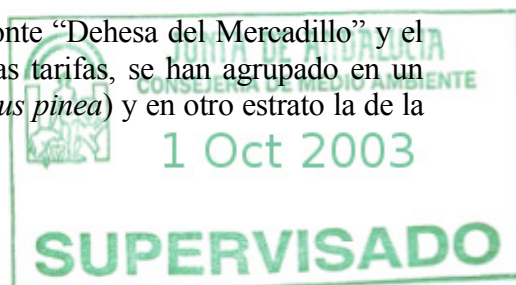 onte “Dehesa del Mercadillo” y el
JUNTA DE ANDALUCIA
as tarifas, se han agrupado en un
CONSEJERIA DE MEDIO AMBIENTE
us pinea) y en otro estrato la de la
1 Oct 2003
SUPERVISADO